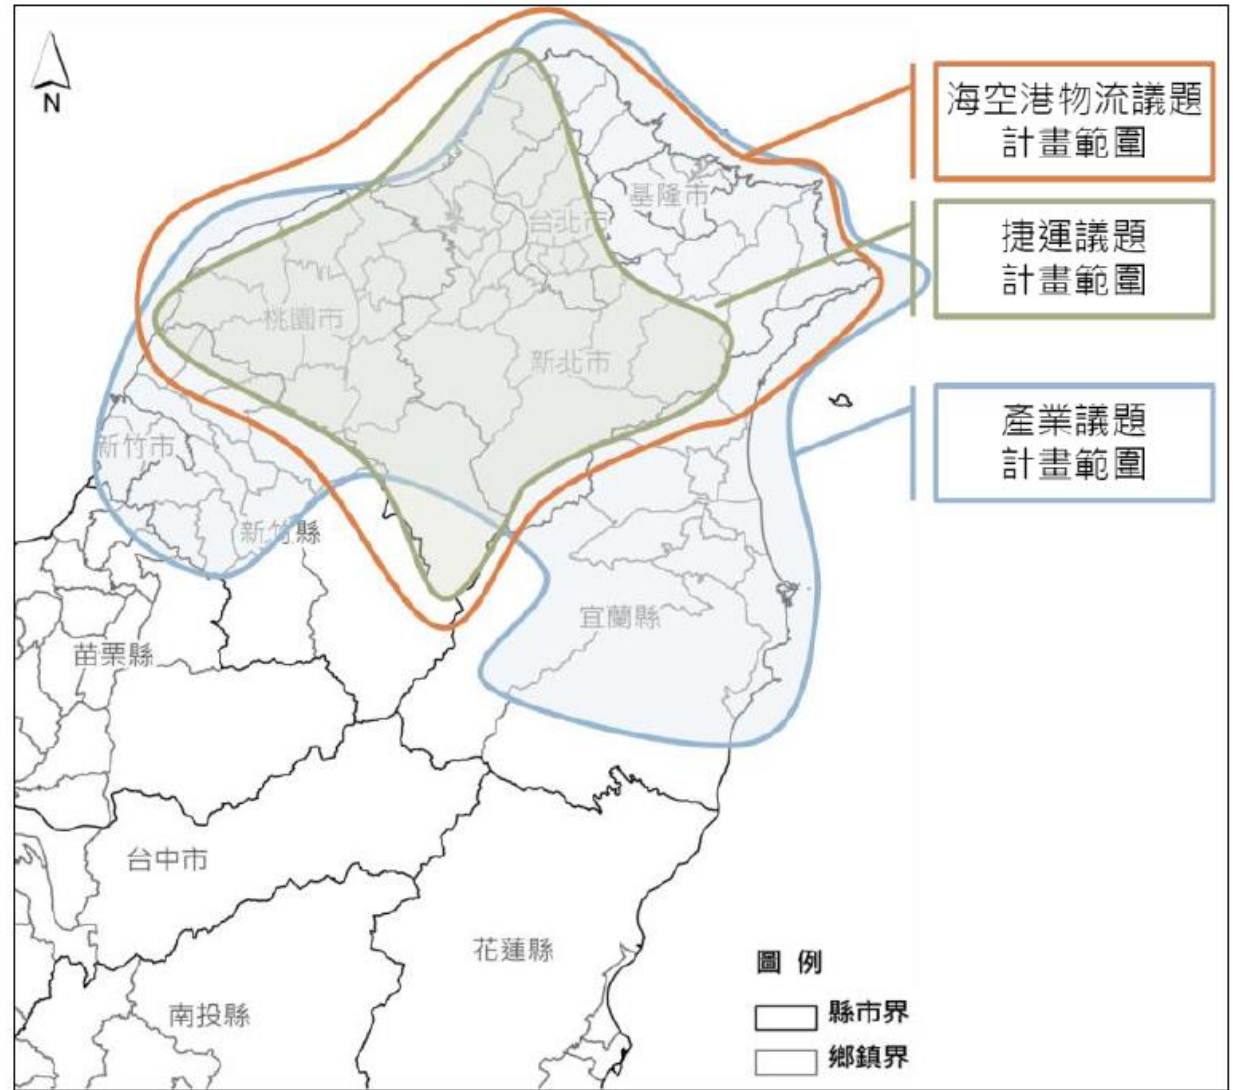 N
海空港物流議題
計畫範圍
捷運議題
計畫範圍
產業議題
計畫範圍
基隆市
台北市
桃園市
新北市
新竹市
新竹縣
宜蘭縣
苗栗縣
台中市
花蓮縣
南投縣
圖 例
縣市界
鄉鎮界